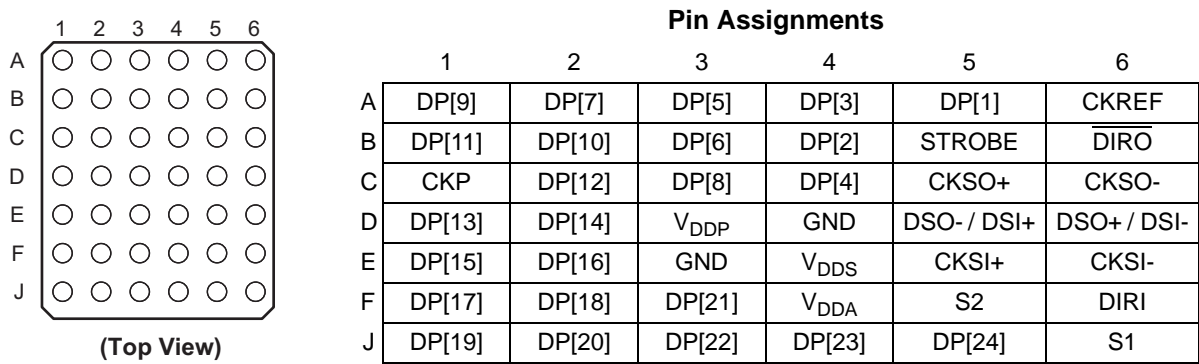 Pin Assignments
1 2 3 4 5 6
A
B
C
D
E
F
J
(Top View)
1 2 3 4 5 6
A DP[9] DP[7] DP[5] DP[3] DP[1] CKREF
B DP[11] DP[10] DP[6] DP[2] STROBE DIRO
C CKP DP[12] DP[8] DP[4] CKSO+ CKSO-
D DP[13] DP[14] VDDP GND DSO- / DSI+ DSO+ / DSI-
E DP[15] DP[16] GND VDDS CKSI+ CKSI-
F DP[17] DP[18] DP[21] VDDA S2 DIRI
J DP[19] DP[20] DP[22] DP[23] DP[24] S1